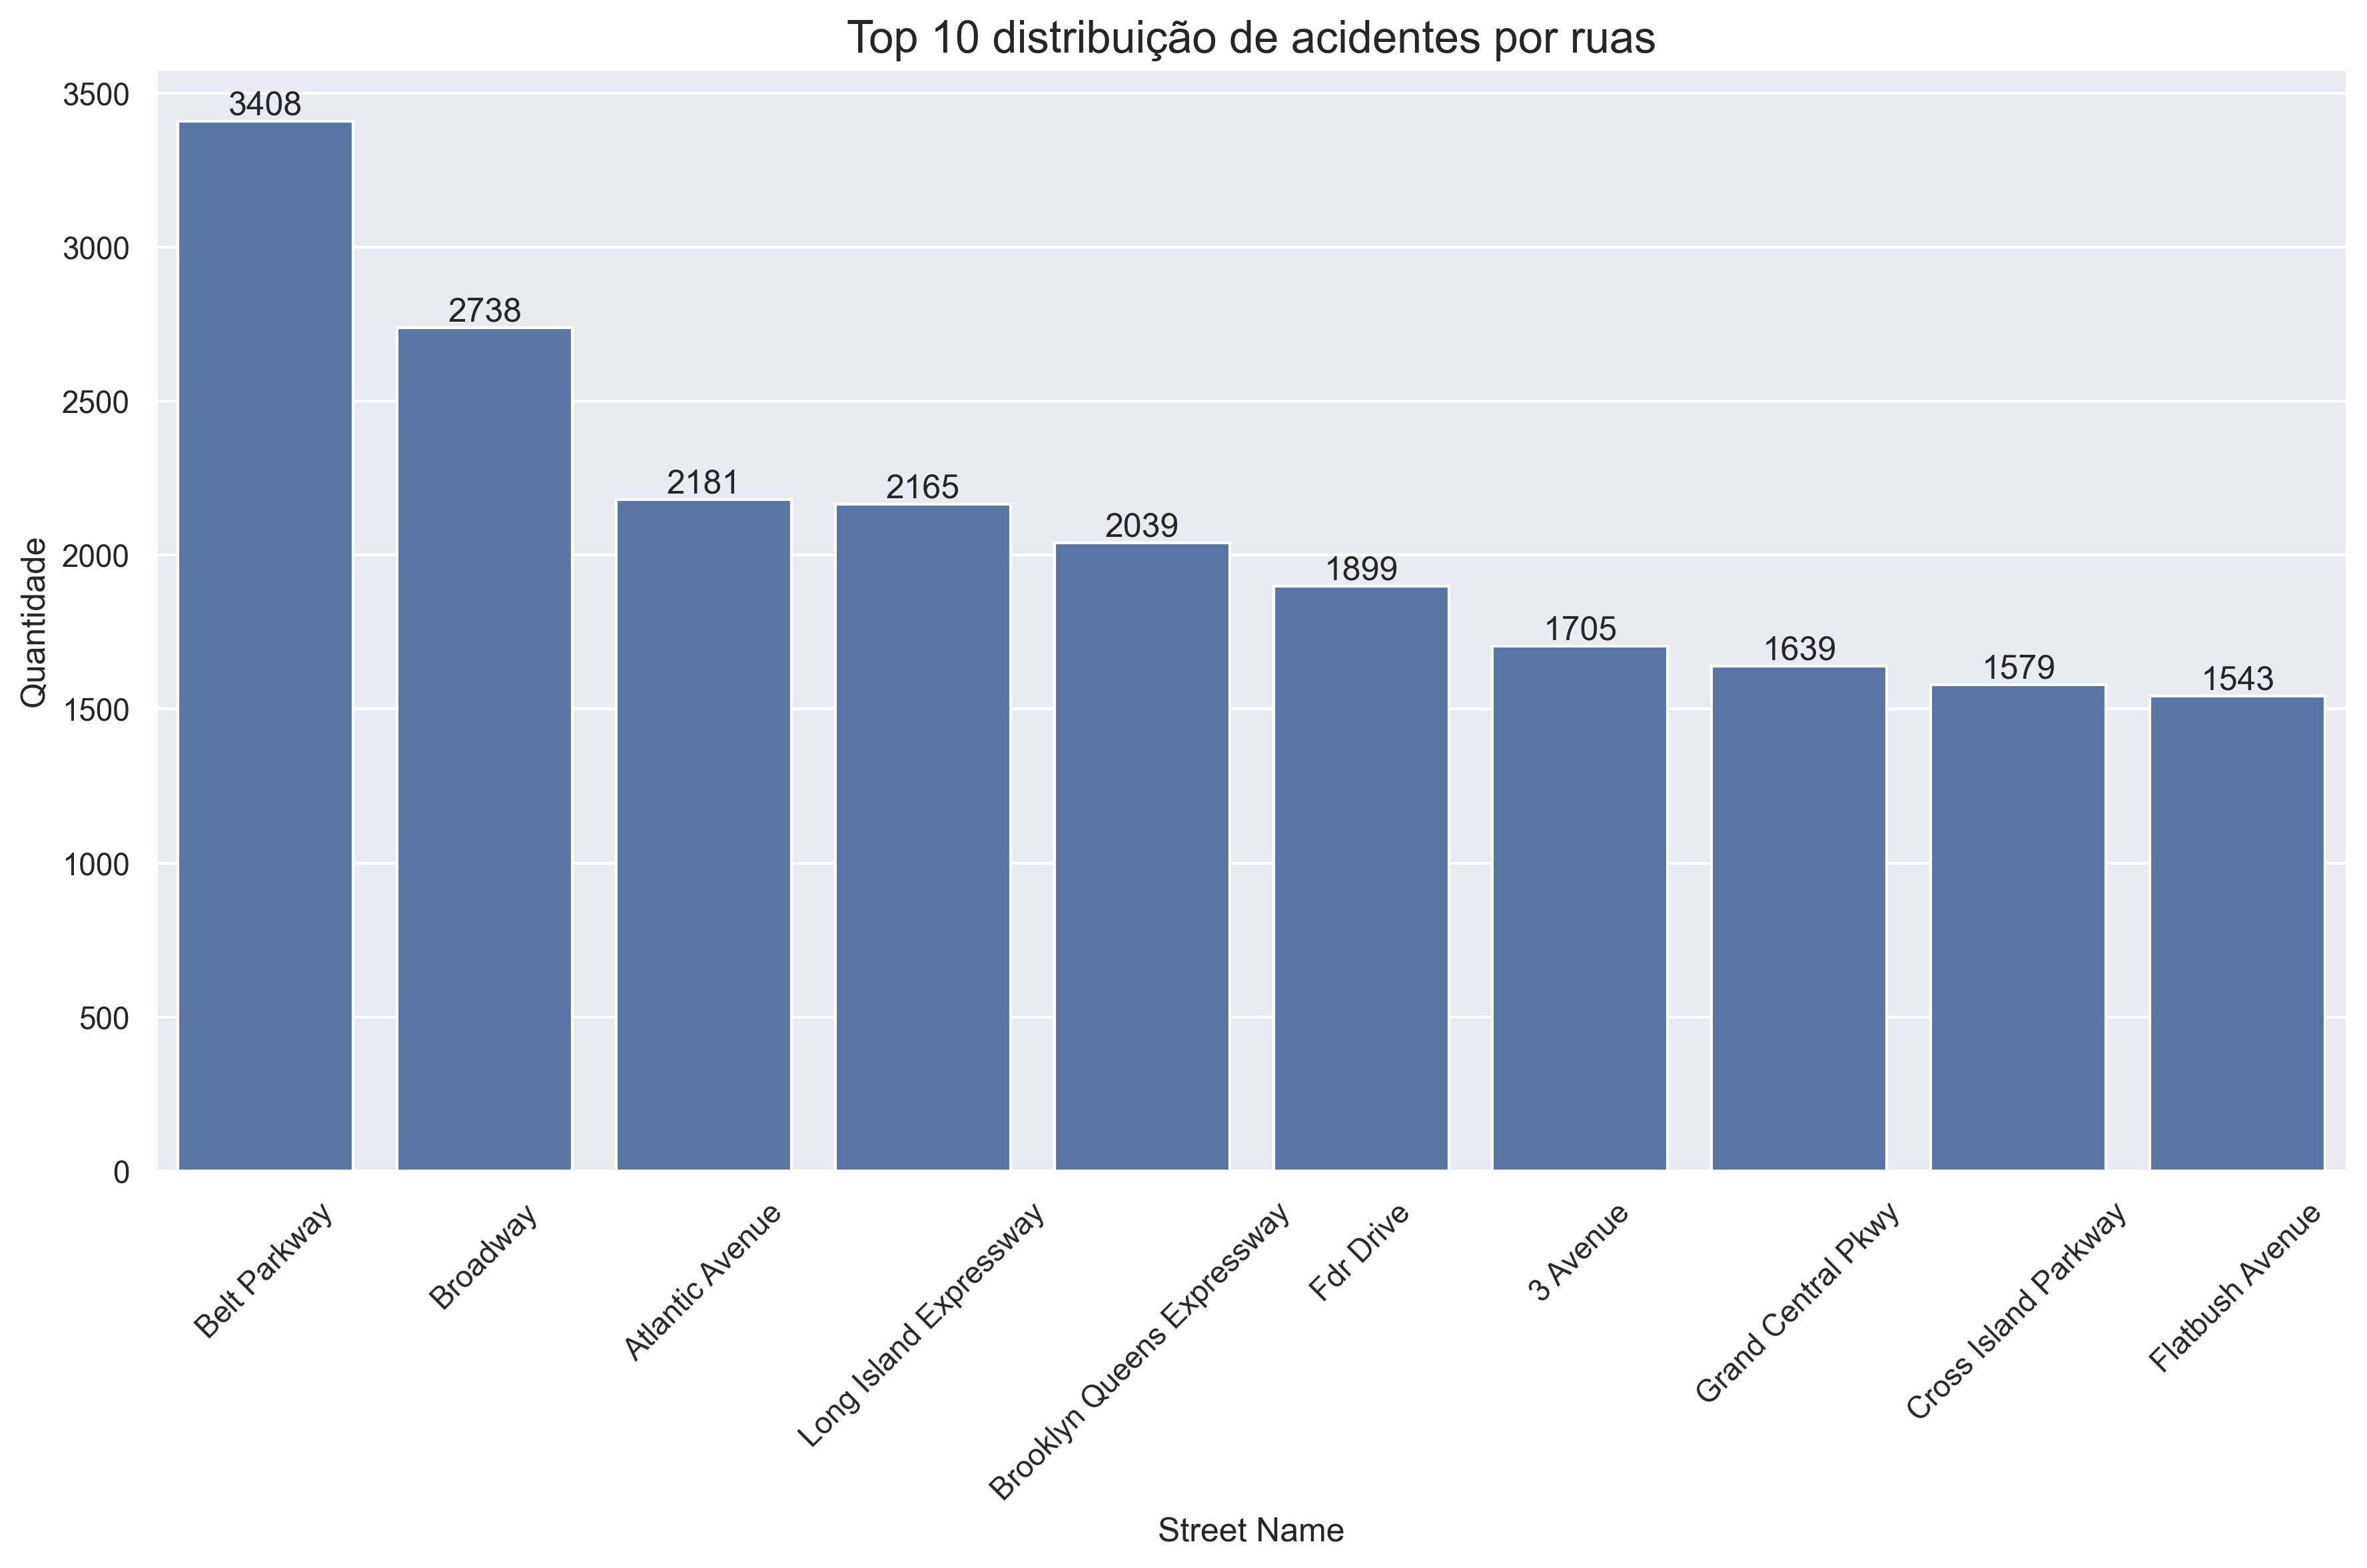 Top 10 distribuição de acidentes por ruas
3500
3000
2500
2000
1500
1000
500
0
Quantidade
3408
2738
2181
2165
2039
1899
1705
1639
1579
1543
Belt Parkway
Broadway
Atlantic Avenue
Long Island Expressway
Brooklyn Queens Expressway
Fdr Drive
3 Avenue
Grand Central Pkwy
Cross Island Parkway
Flatbush Avenue
Street Name